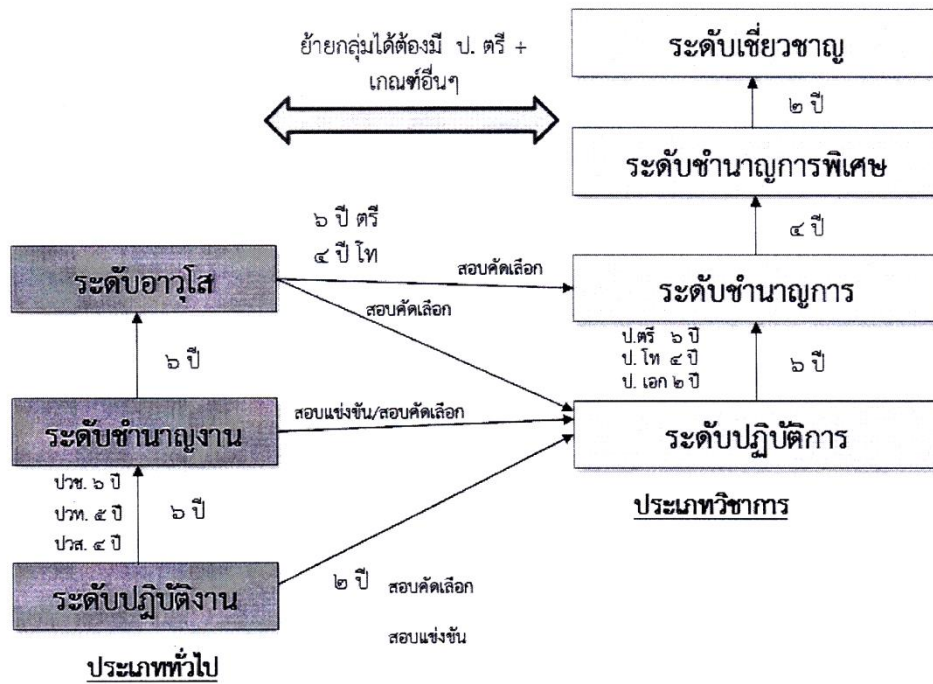 ย้ายกลุ่มได้ต้องมี ป. ตรี +
เกณฑ์อื่นๆ
ระดับเชี่ยวชาญ
๒ ปี
ระดับชำนาญการพิเศษ
๔ ปี
๖ ปี ตรี
๔ ปี โท
ระดับอาวุโส
สอบคัดเลือก
สอบคัดเลือก
ระดับชำนาญการ
๖ ปี
ป.ตรี ๖ ปี
ป. โท ๔ ปี
ป. เอก ๒ ปี
๖ ปี
ระดับชำนาญงาน
สอบแข่งขัน/สอบคัดเลือก
ระดับปฏิบัติการ
ประเภทวิชาการ
ปวช. ๖ ปี
ปวท. ๕ ปี
ปวส. ๔ ปี
๖ ปี
ระดับปฏิบัติงาน
๒ ปี สอบคัดเลือก
สอบแข่งขัน
ประเภททั่วไป